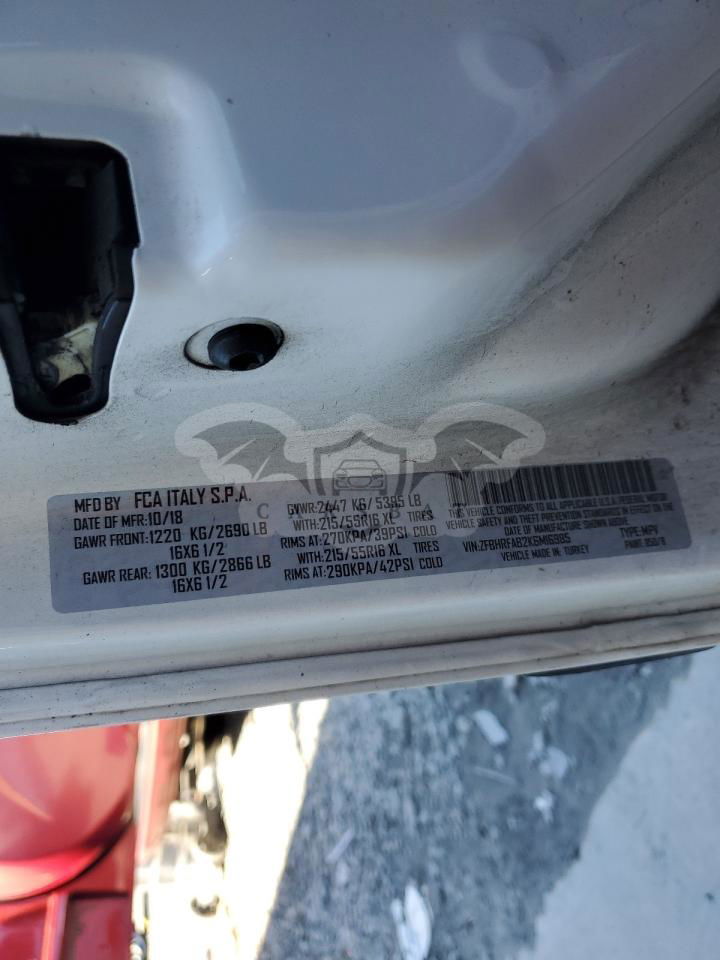 MFD BY FCA ITALY S.P.A.
DATE OF MFR:10/18
GAWR FRONT:1220 KG/2690 LB
16X6 1/2
GAWR REAR: 1300 KG/2866 LB
16X6 1/2
GVWR:2447 KG/5395 LB
WITH:215/55R16 XL TIRES
RIMS AT:270KPA/39PSI COLD
WITH:215/55R16 XL TIRES
RIMS AT:290KPA/42PSI COLD
THIS VEHICLE CONFORMS TO ALL APPLICABLE U.S.A. FEDERAL MOTOR
VEHICLE SAFETY AND THEFT PREVENTION STANDARDS IN EFFECT ON THE
DATE OF MANUFACTURE SHOWN ABOVE.
VIN:ZFBHRFAB2K6M16985 TYPE:MPV
VEHICLE MADE IN: TURKEY PAINT: